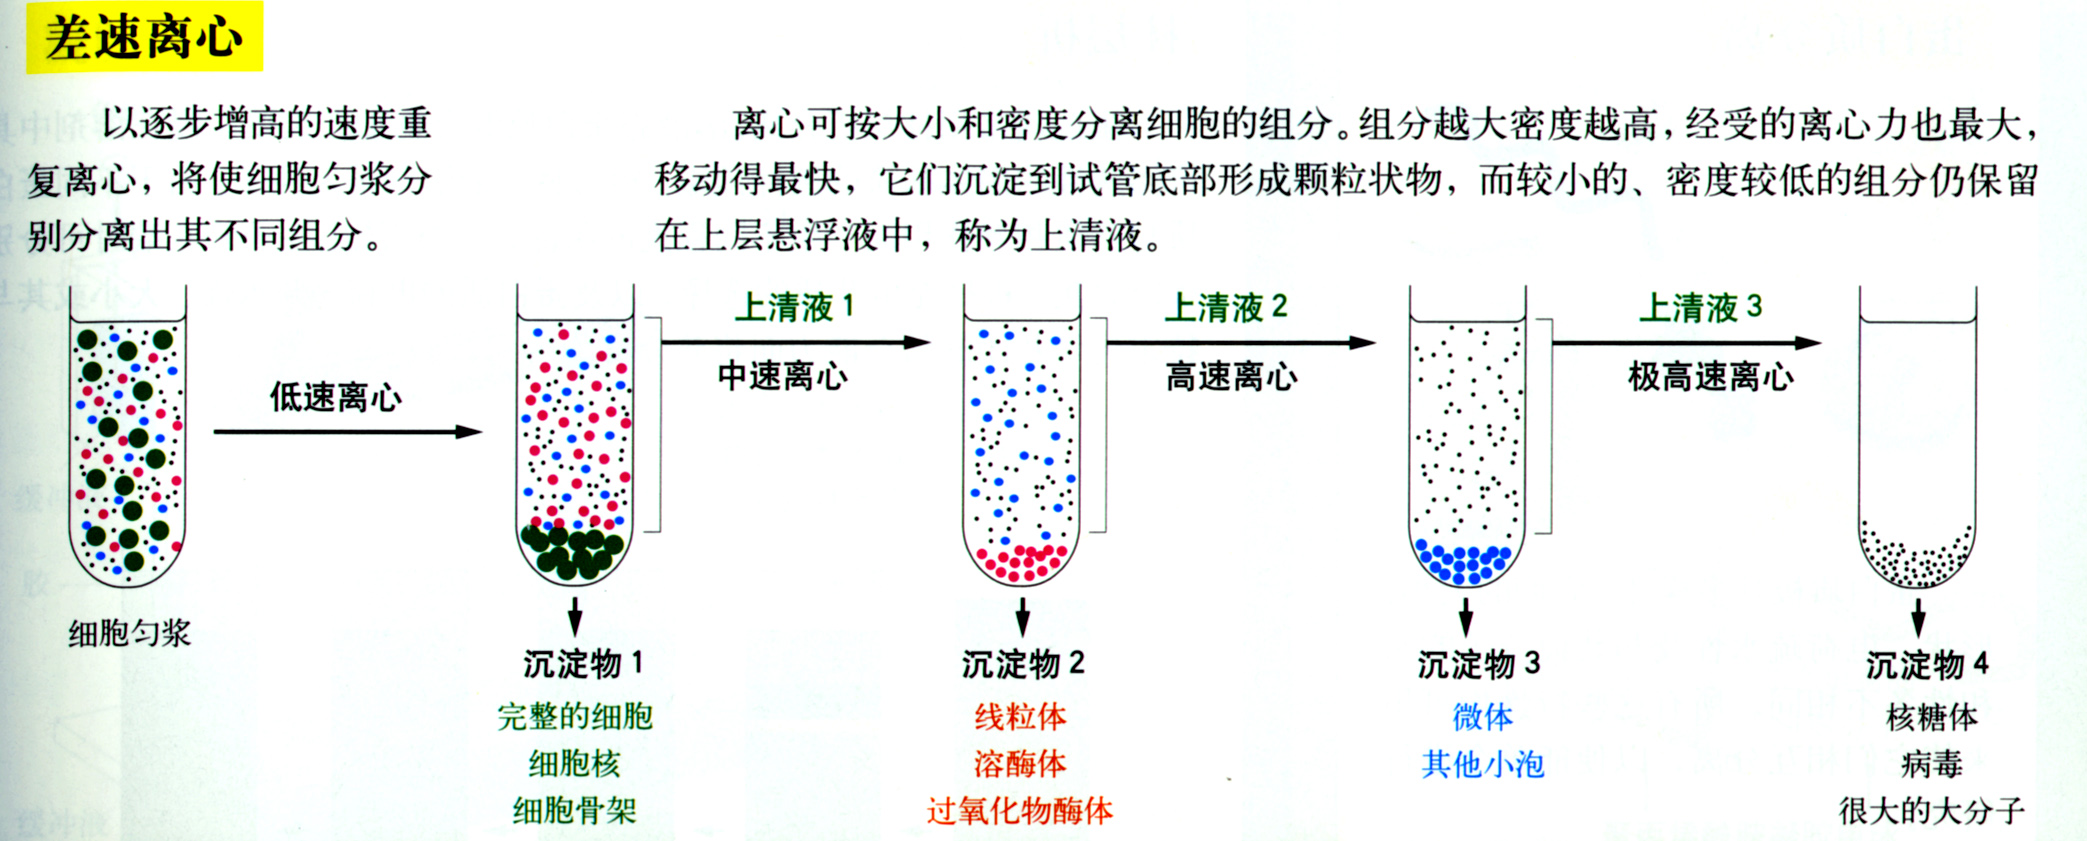 差速离心
以逐步增高的速度重
复离心，将使细胞匀浆分
别分离出其不同组分。
离心可按大小和密度分离细胞的组分。组分越大密度越高，经受的离心力也最大，
移动得最快，它们沉淀到试管底部形成颗粒状物，而较小的、密度较低的组分仍保留
在上层悬浮液中，称为上清液。
低速离心
上清液 1
中速离心
上清液 2
高速离心
上清液 3
极高速离心
细胞匀浆
沉淀物 1
完整的细胞
细胞核
细胞骨架
沉淀物 2
线粒体
溶酶体
过氧化物酶体
沉淀物 3
微体
其他小泡
沉淀物 4
核糖体
病毒
很大的大分子